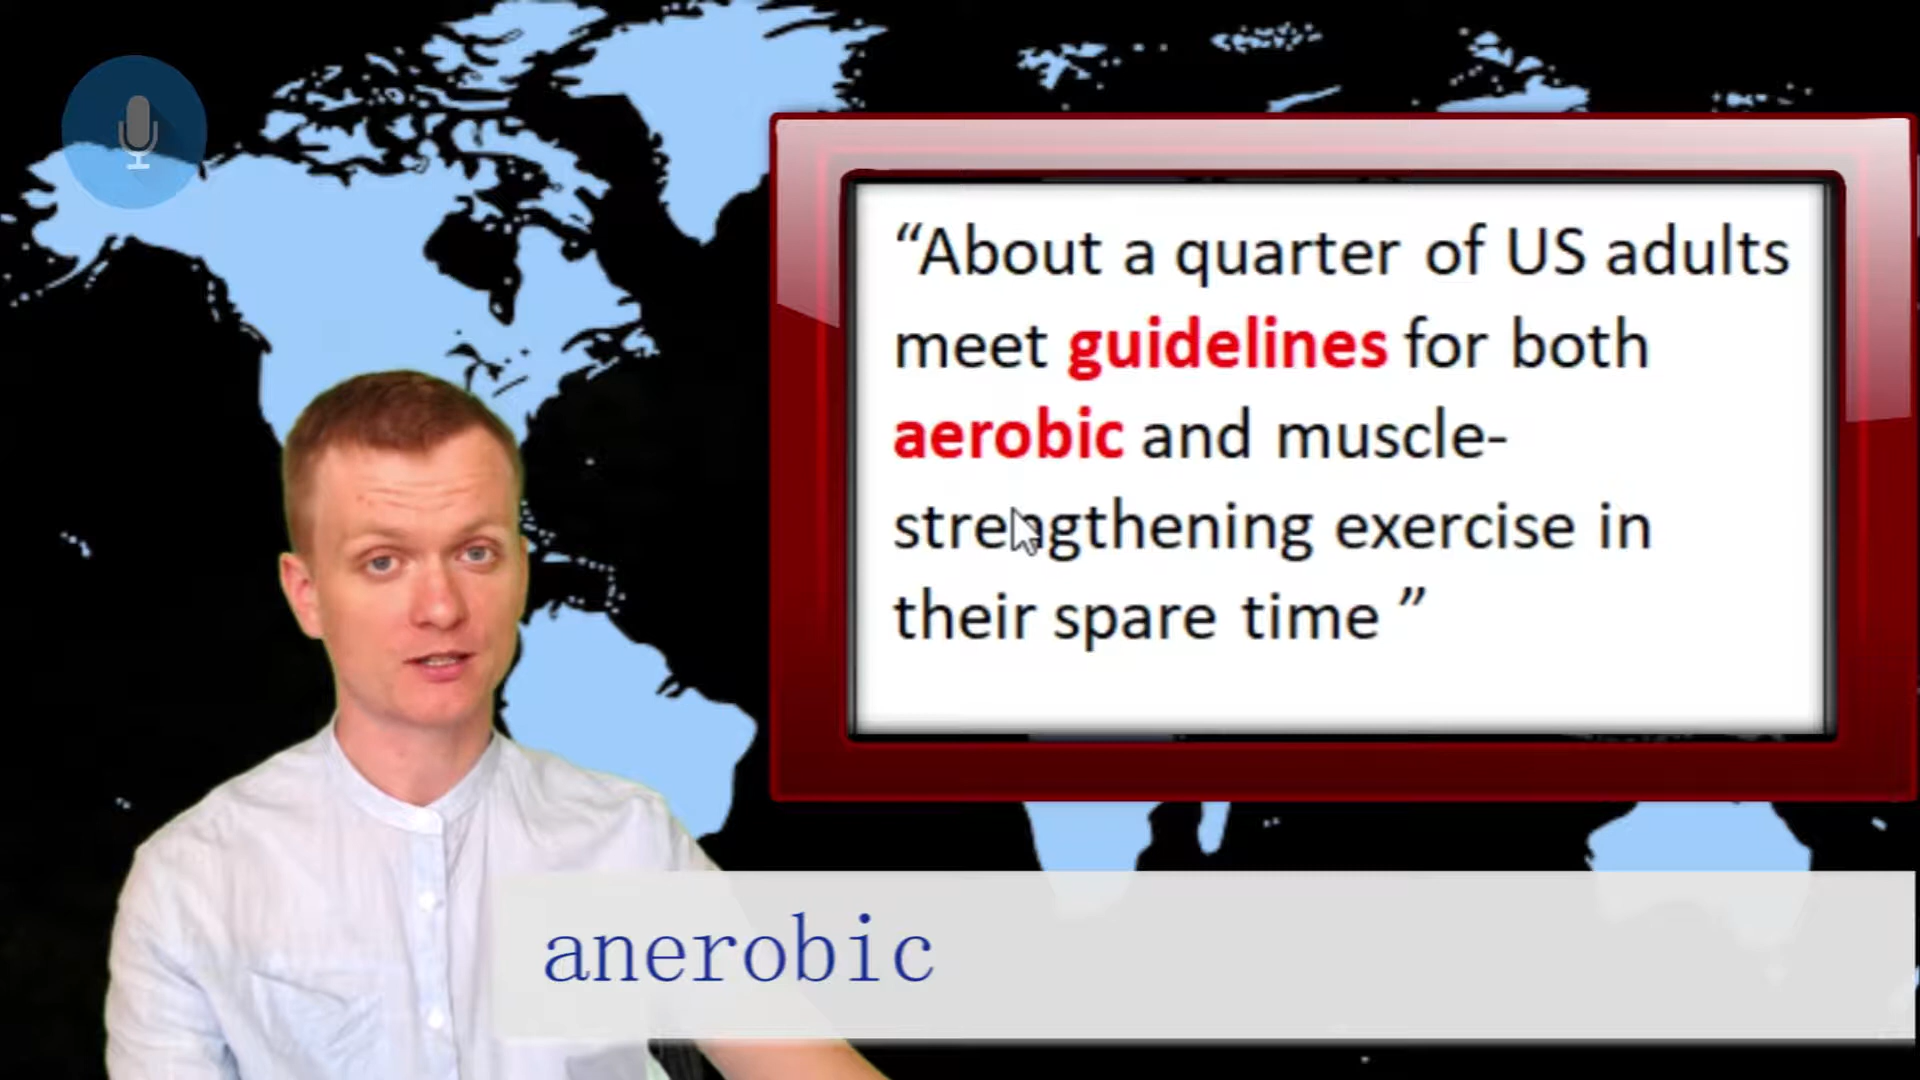 “About a quarter of US adults
meet guidelines for both
aerobic and muscle-
strengthening exercise in
their spare time ”
anerobic